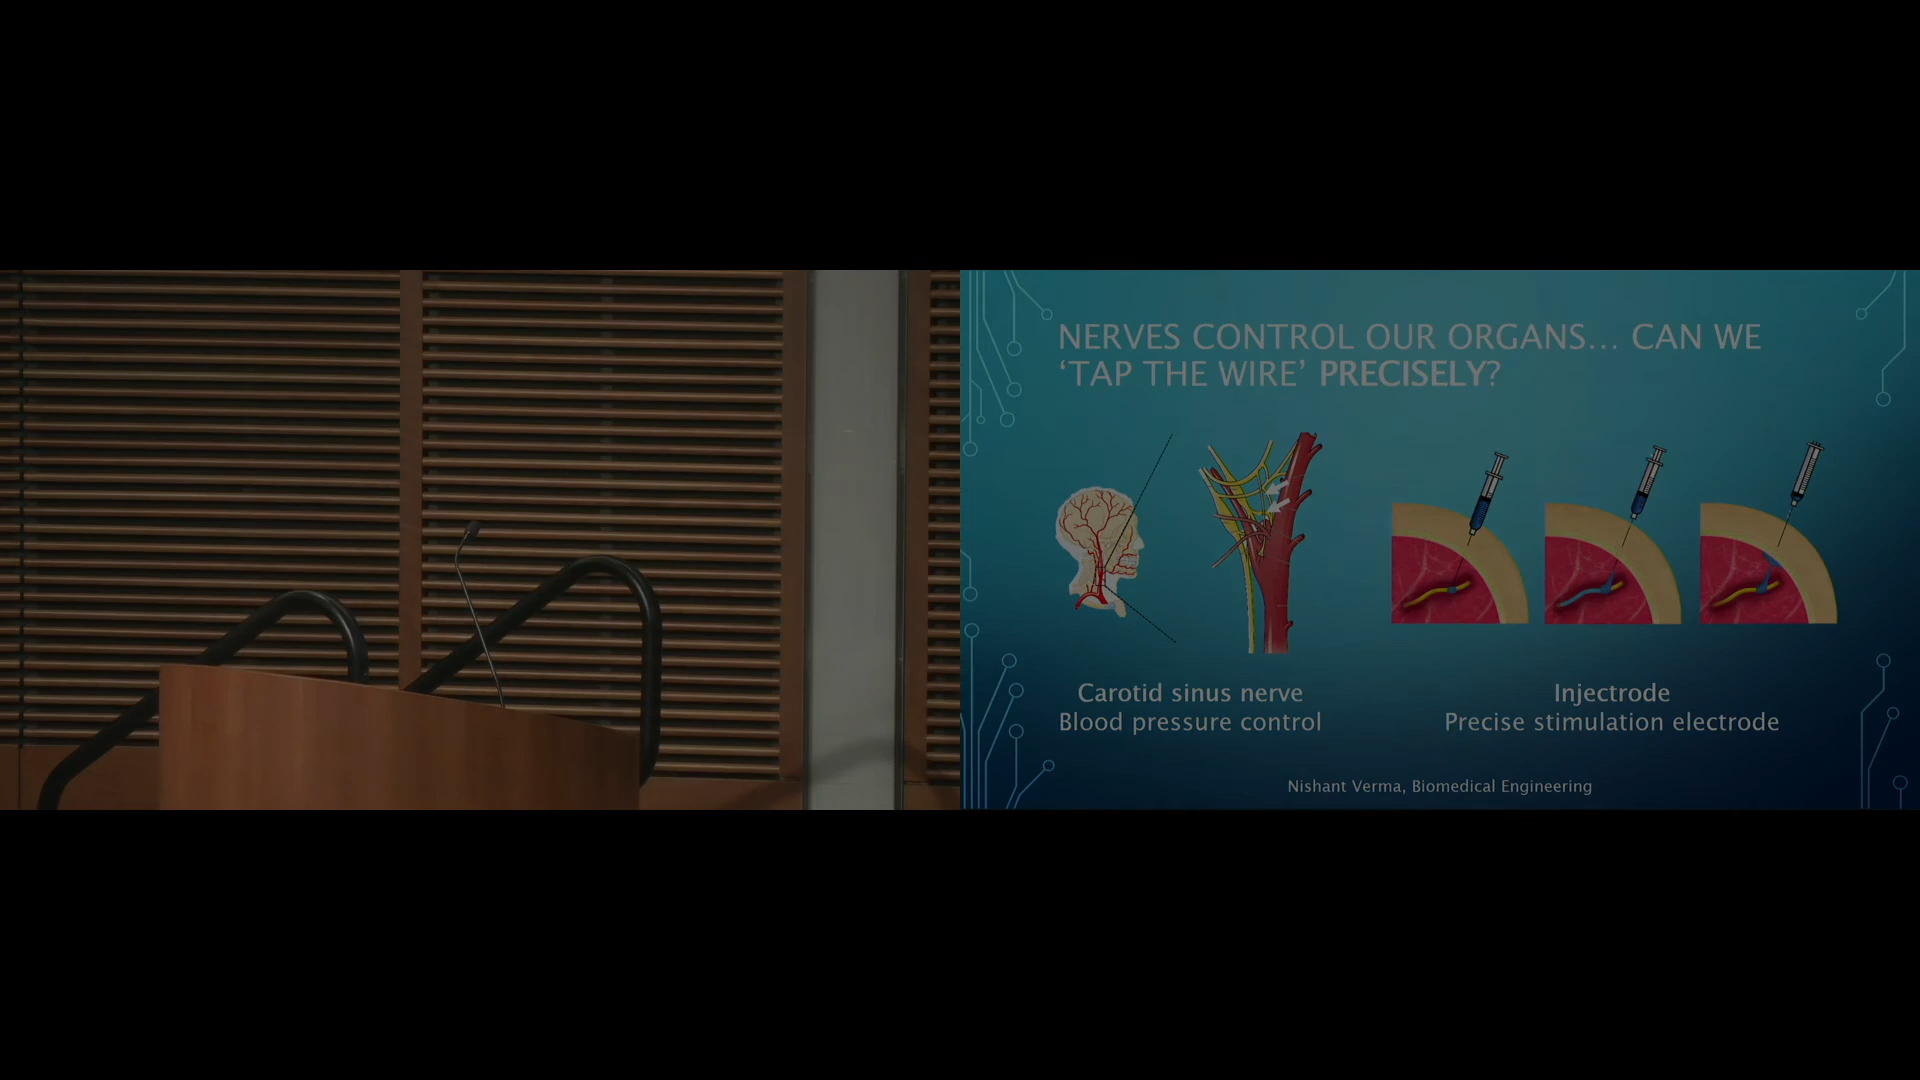 NERVES CONTROL OUR ORGANS... CAN WE
‘TAP THE WIRE’ PRECISELY?
Carotid sinus nerve
Blood pressure control
Injectrode
Precise stimulation electrode
Nishant Verma, Biomedical Engineering